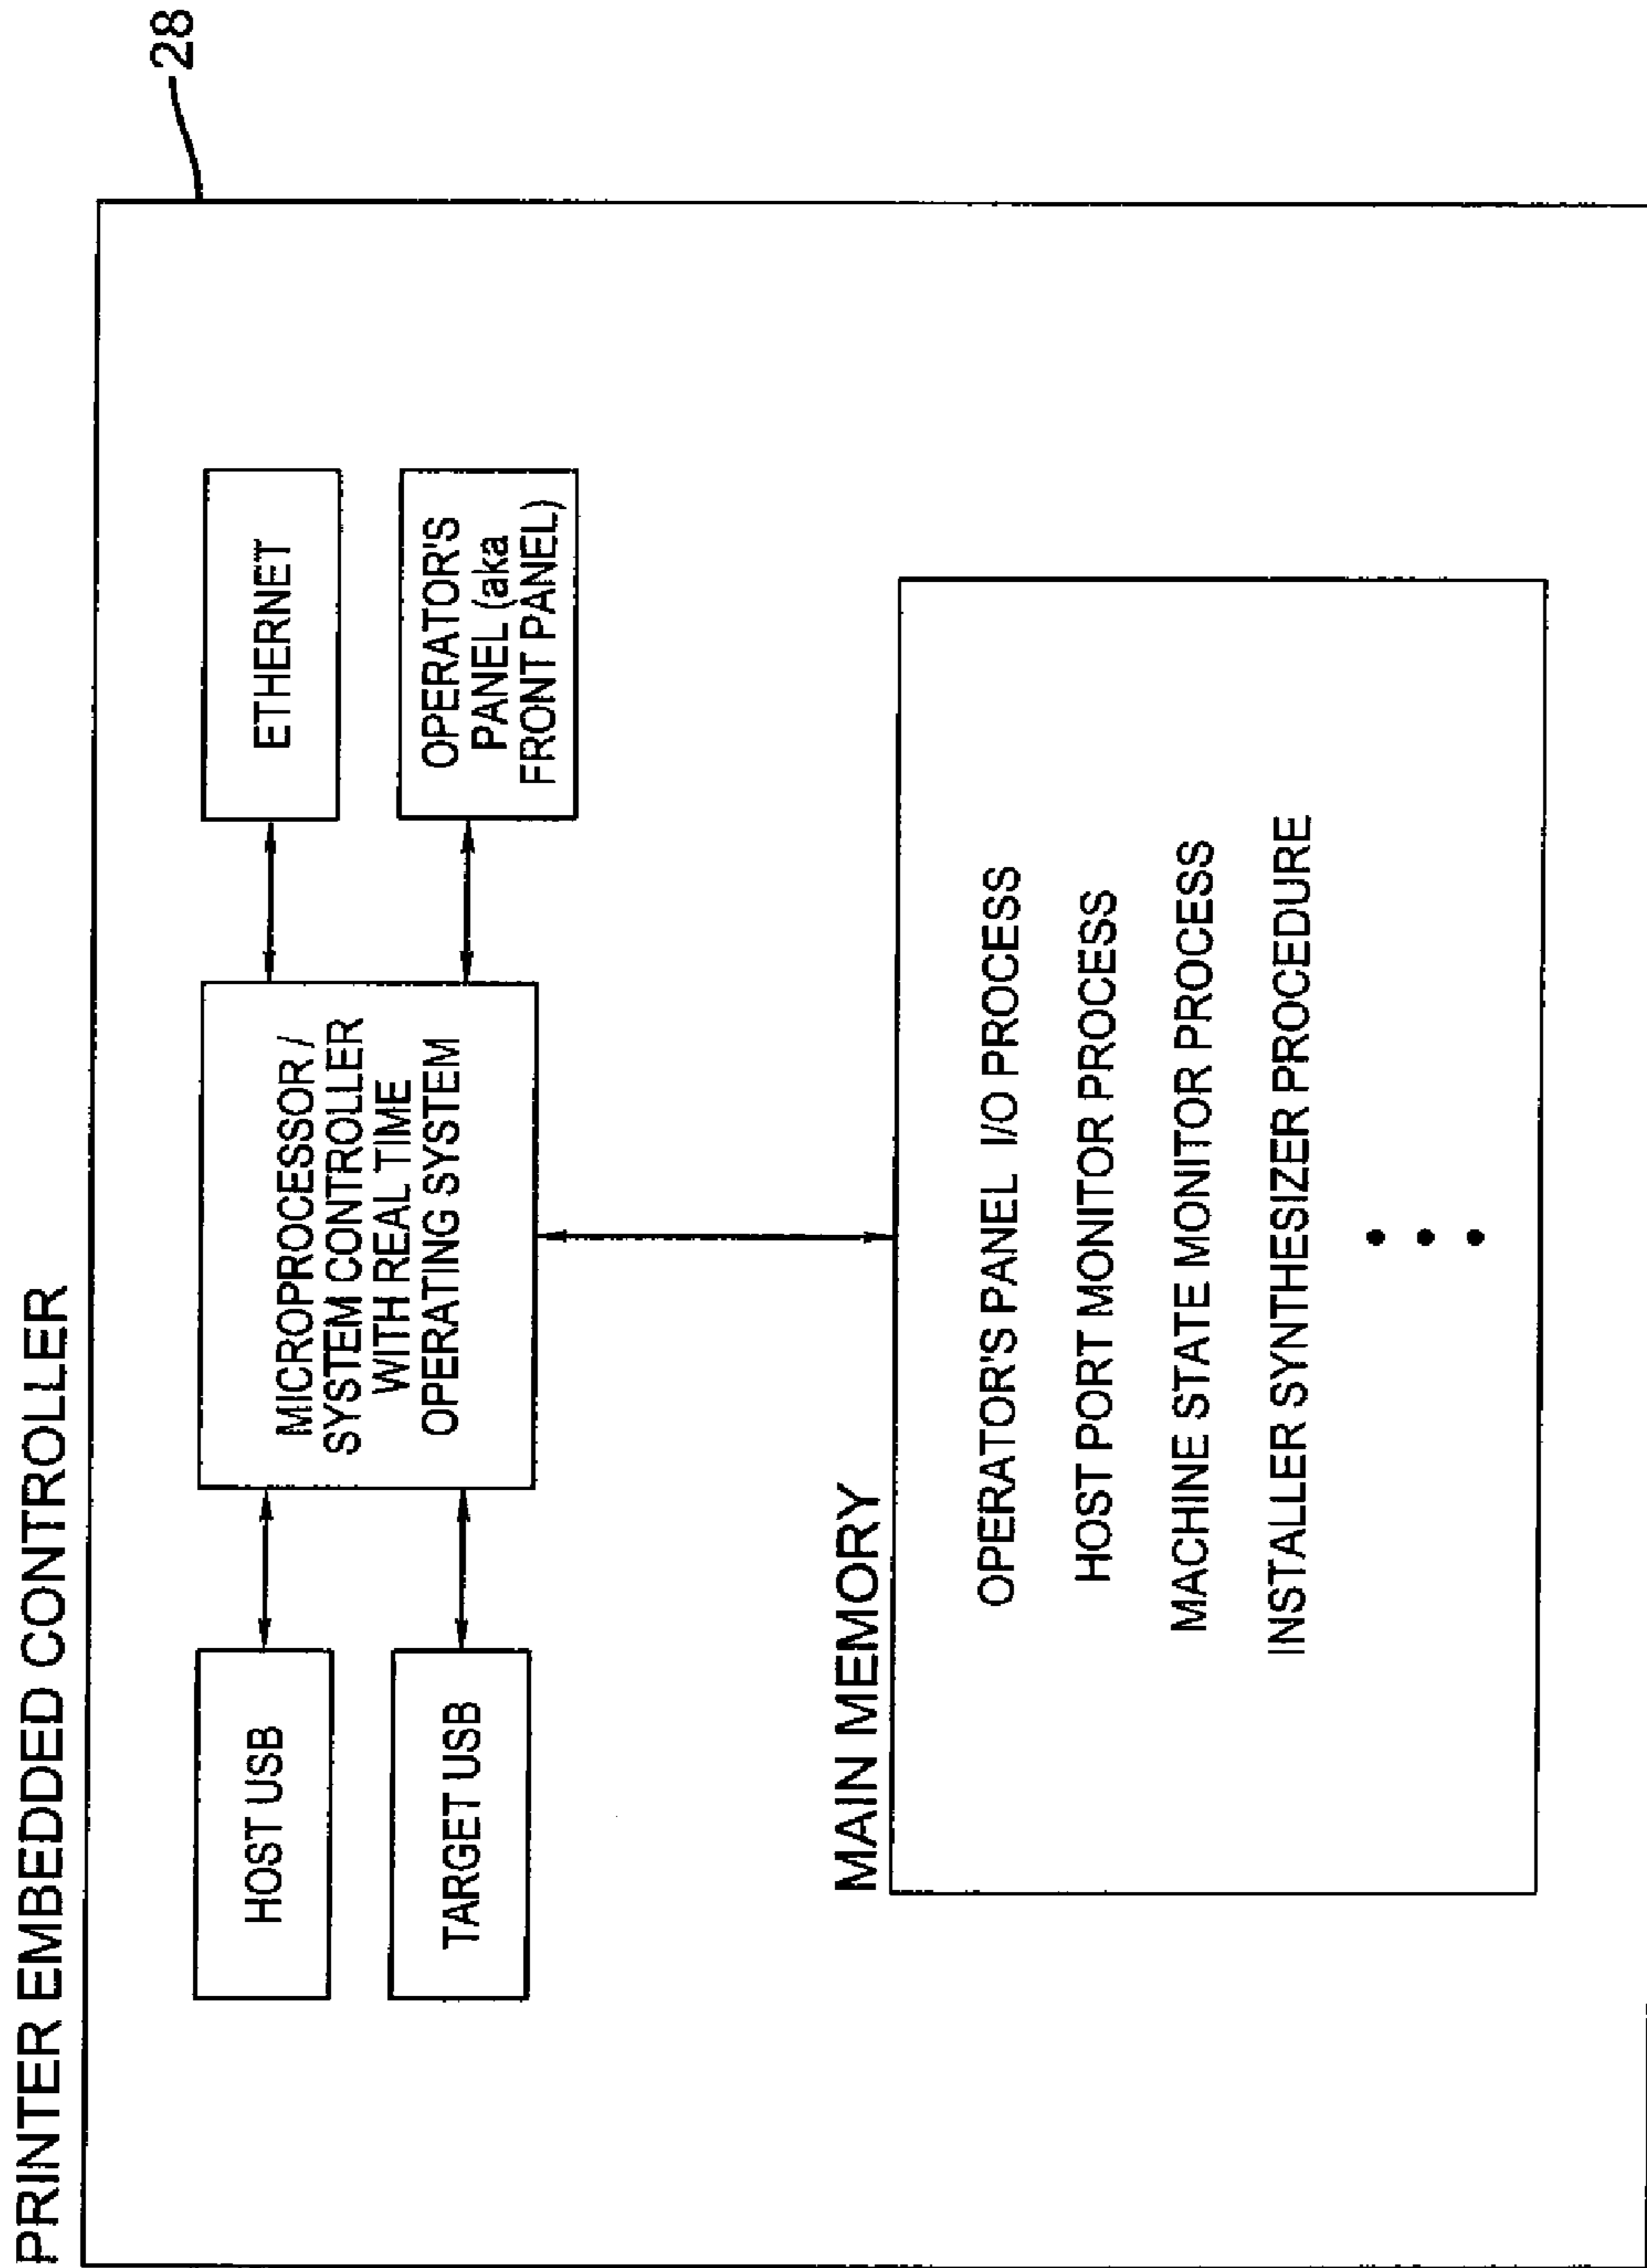 PRINTER EMBEDDED CONTROLLER
28
HOST USB
TARGET USB
MICROPROCESSOR /
SYSTEM CONTROLLER
WITH REAL TIME
OPERATING SYSTEM
ETHERNET
OPERATOR'S
PANEL (aka
FRONT PANEL)
MAIN MEMORY
OPERATOR'S PANEL I/O PROCESS
HOST PORT MONITOR PROCESS
MACHINE STATE MONITOR PROCESS
INSTALLER SYNTHESIZER PROCEDURE